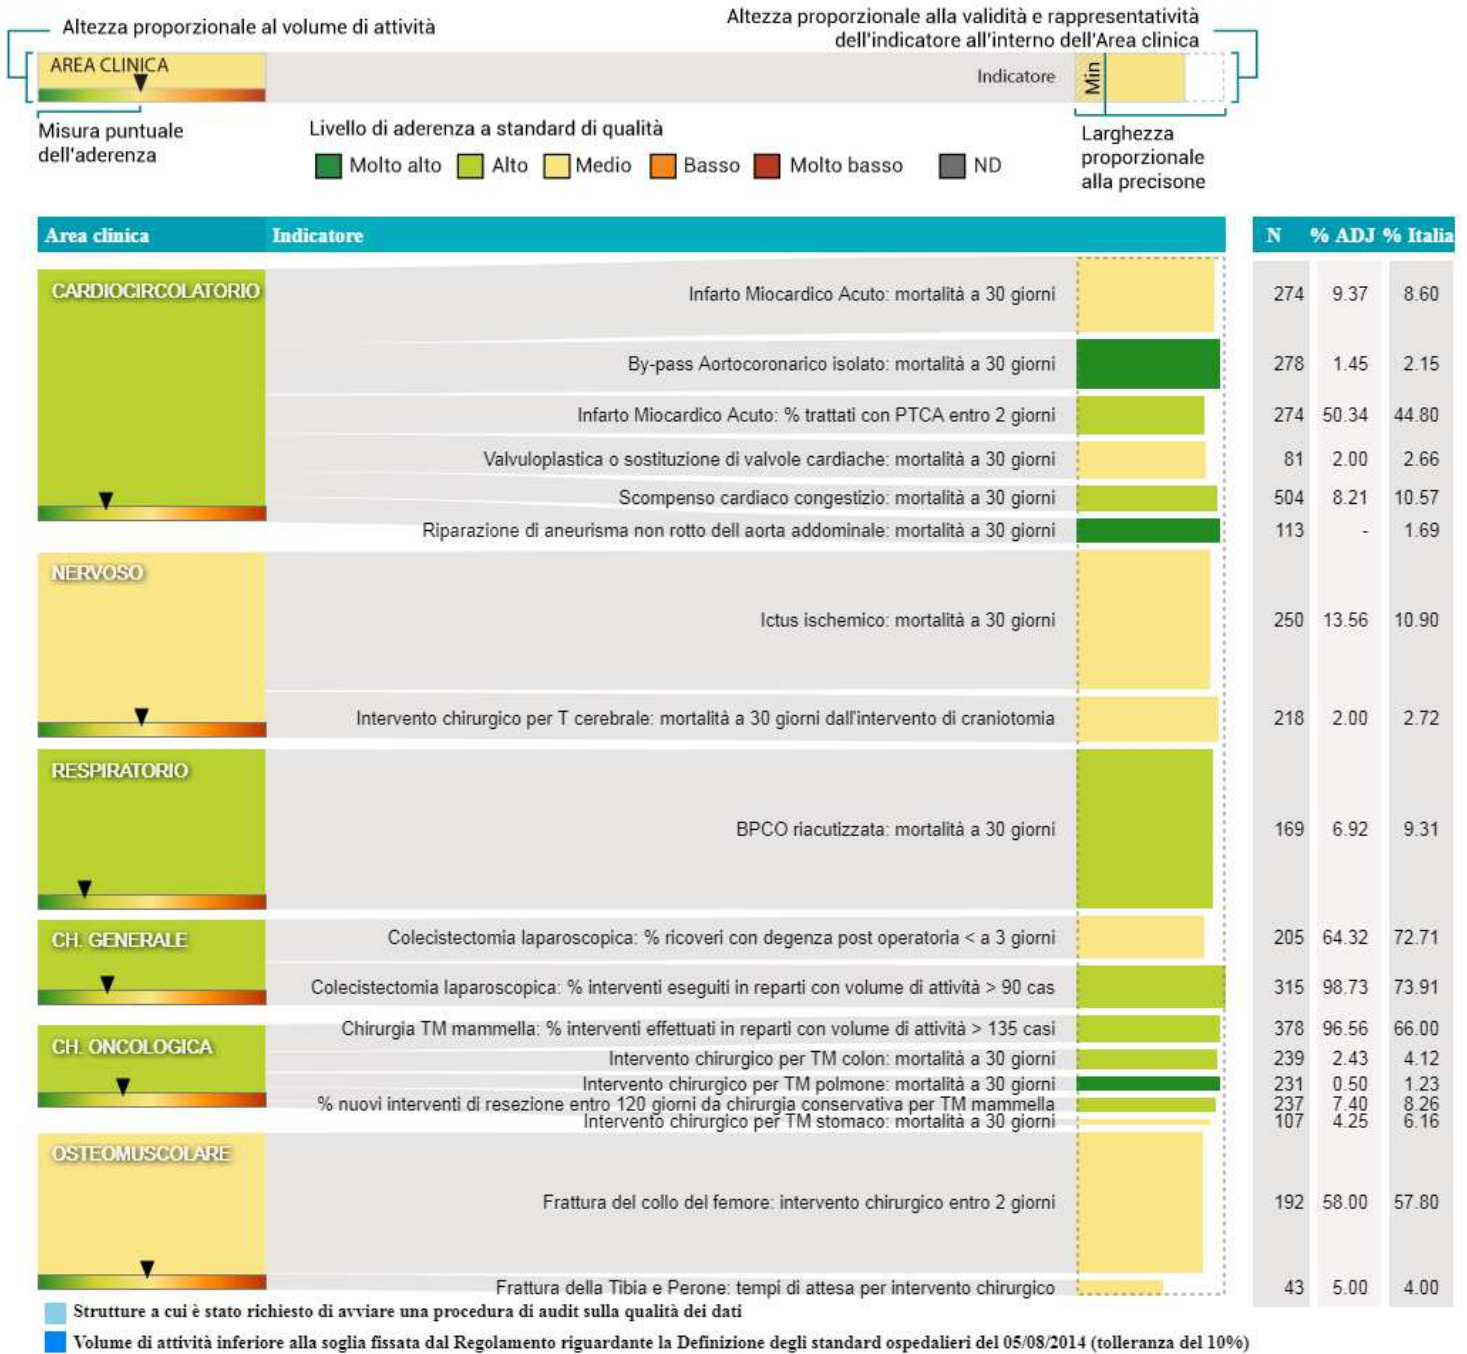 Altezza proporzionale al volume di attività
Altezza proporzionale alla validità e rappresentatività
dell'indicatore all'interno dell'Area clinica
AREA CLINICA
Indicatore
Min
Misura puntuale
dell'aderenza
Livello di aderenza a standard di qualità
Molto alto Alto Medio Basso Molto basso ND
Larghezza
proporzionale
alla precisone
Area clinica Indicatore N % ADJ % Italia
CARDIOCIRCOLATORIO
Infarto Miocardico Acuto: mortalità a 30 giorni 274 9.37 8.60
By-pass Aortocoronarico isolato: mortalità a 30 giorni 278 1.45 2.15
Infarto Miocardico Acuto: % trattati con PTCA entro 2 giorni 274 50.34 44.80
Valvuloplastica o sostituzione di valvole cardiache: mortalità a 30 giorni 81 2.00 2.66
Scompenso cardiaco congestizio: mortalità a 30 giorni 504 8.21 10.57
Riparazione di aneurisma non rotto dell aorta addominale: mortalità a 30 giorni 113 - 1.69
NERVOSO
Ictus ischemico: mortalità a 30 giorni 250 13.56 10.90
Intervento chirurgico per T cerebrale: mortalità a 30 giorni dall'intervento di craniotomia 218 2.00 2.72
RESPIRATORIO
BPCO riacutizzata: mortalità a 30 giorni 169 6.92 9.31
CH. GENERALE
Colecistectomia laparoscopica: % ricoveri con degenza post operatoria < a 3 giorni 205 64.32 72.71
Colecistectomia laparoscopica: % interventi eseguiti in reparti con volume di attività > 90 cas 315 98.73 73.91
CH. ONCOLOGICA
Chirurgia TM mammella: % interventi effettuati in reparti con volume di attività > 135 casi 378 96.56 66.00
Intervento chirurgico per TM colon: mortalità a 30 giorni 239 2.43 4.12
Intervento chirurgico per TM polmone: mortalità a 30 giorni 231 0.50 1.23
% nuovi interventi di resezione entro 120 giorni da chirurgia conservativa per TM mammella 237 7.40 8.26
Intervento chirurgico per TM stomaco: mortalità a 30 giorni 107 4.25 6.16
OSTEOMUSCOLARE
Frattura del collo del femore: intervento chirurgico entro 2 giorni 192 58.00 57.80
Frattura della Tibia e Perone: tempi di attesa per intervento chirurgico 43 5.00 4.00
Strutture a cui è stato richiesto di avviare una procedura di audit sulla qualità dei dati
Volume di attività inferiore alla soglia fissata dal Regolamento riguardante la Definizione degli standard ospedalieri del 05/08/2014 (tolleranza del 10%)